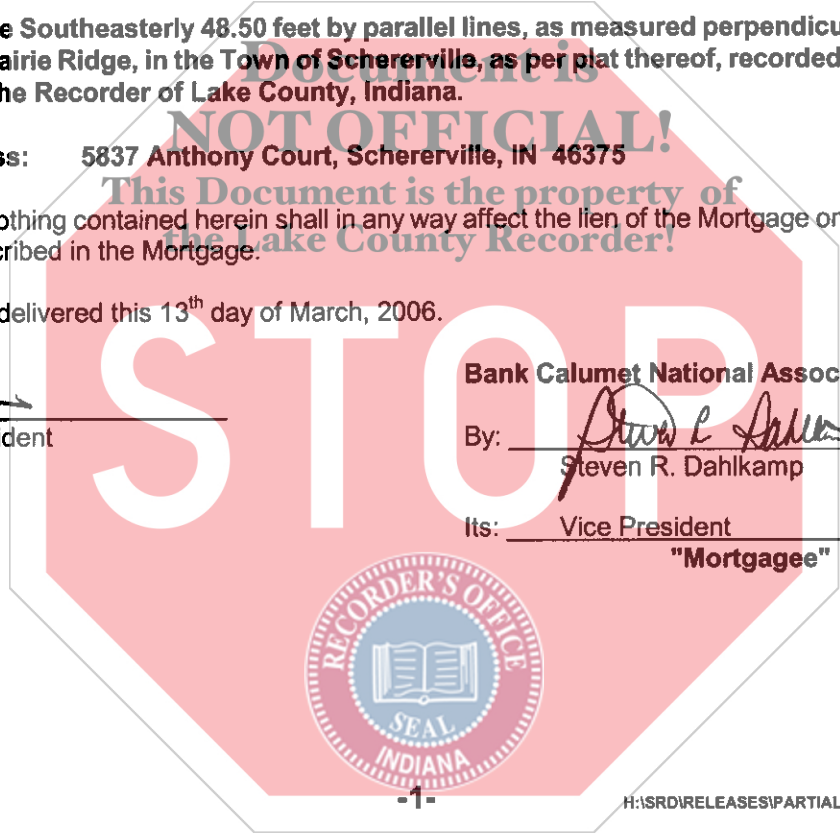 e Southeasterly 48.50 feet by parallel lines, as measured perpendicu
airie Ridge, in the Town of Schererville, as per plat thereof, recorded
Document is
he Recorder of Lake County, Indiana.
NOT OFFICIAL!
ss: 5837 Anthony Court, Schererville, IN 46375
This Document is the property of
othing contained herein shall in any way affect the lien of the Mortgage or
the Lake County Recorder!
cribed in the Mortgage.
delivered this 13th day of March, 2006.
STOP
Bank Calumet National Assoc
dent
By:
Steven R. Dahlkamp
Its: Vice President
"Mortgagee"
RECORDER'S OFFICE
SEAL
INDIANA
-1-
H:\SRD\RELEASES\PARTIAL